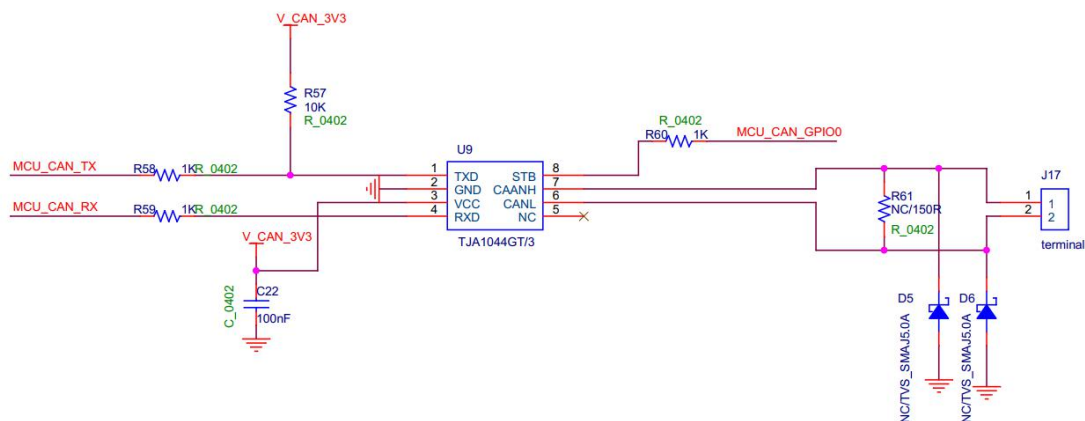 V_CAN_3V3
R57
10K
R_0402
R_0402
R60 1K
MCU_CAN_GPIO0
U9
MCU_CAN_TX
R58 1K R_0402
1 TXD STB 8
2 GND CAANH 7
3 VCC CANL 6
4 RXD NC 5
TJA1044GT/3
MCU_CAN_RX
R59 1K R_0402
J17
1 1
2 2
terminal
R61
NC/150R
R_0402
V_CAN_3V3
C_0402
C22
100nF
D5
NC/TVS_SMAJ5.0A
D6
NC/TVS_SMAJ5.0A